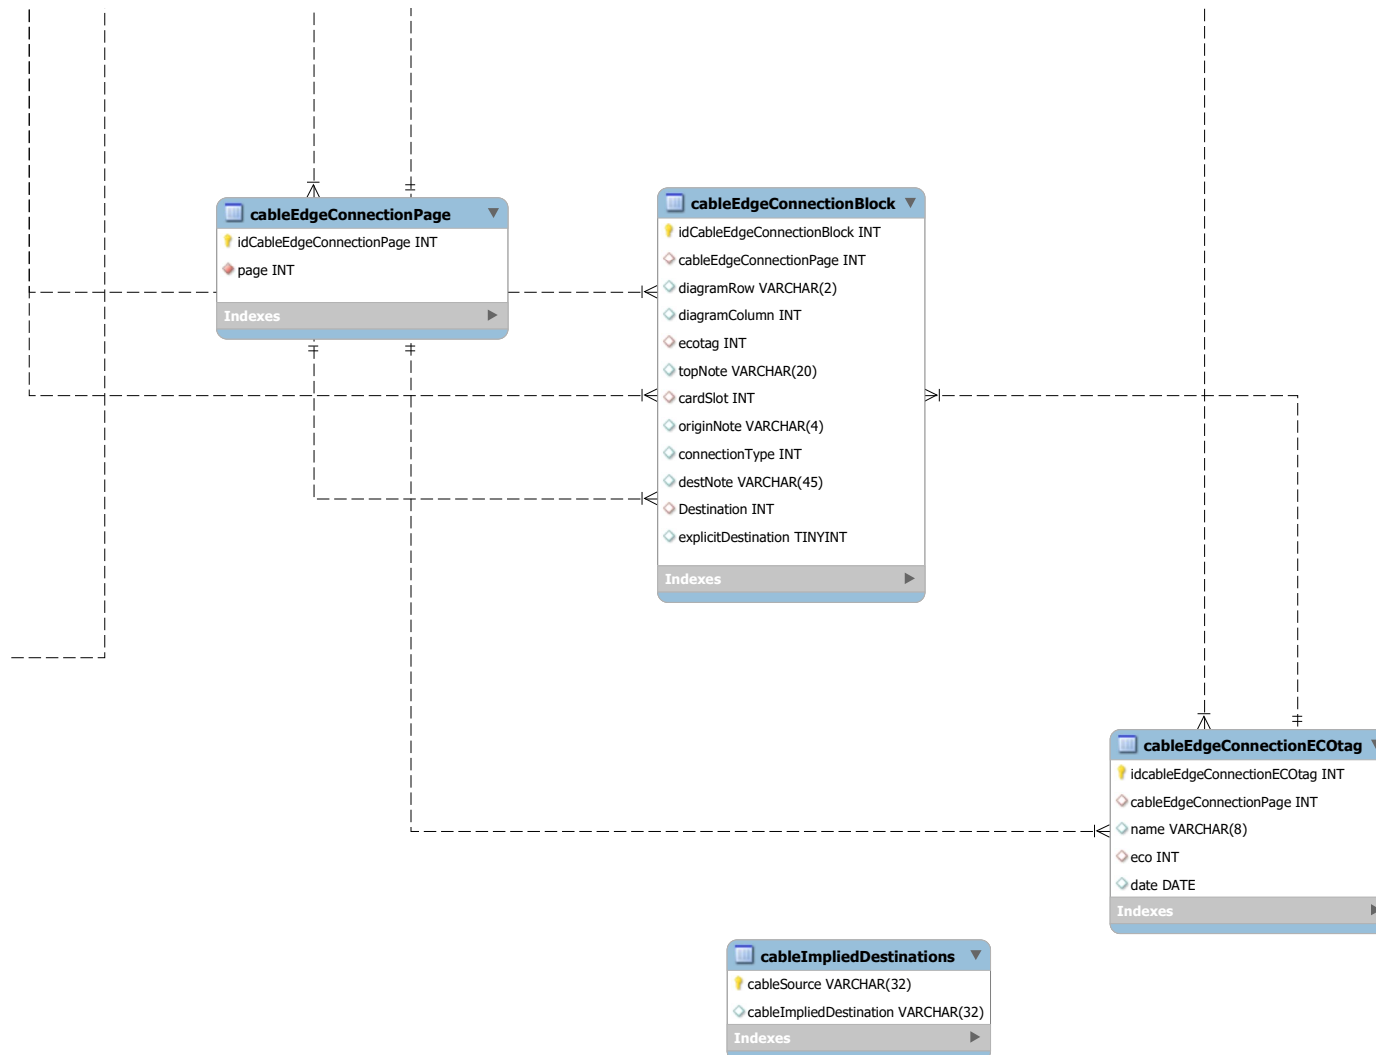 cableEdgeConnectionPage
idCableEdgeConnectionPage INT
page INT
Indexes
cableEdgeConnectionBlock
idCableEdgeConnectionBlock INT
cableEdgeConnectionPage INT
diagramRow VARCHAR(2)
diagramColumn INT
ecotag INT
topNote VARCHAR(20)
cardSlot INT
originNote VARCHAR(4)
connectionType INT
destNote VARCHAR(45)
Destination INT
explicitDestination TINYINT
Indexes
cableEdgeConnectionECOtag
idcableEdgeConnectionECOtag INT
cableEdgeConnectionPage INT
name VARCHAR(8)
eco INT
date DATE
Indexes
cableImpliedDestinations
cableSource VARCHAR(32)
cableImpliedDestination VARCHAR(32)
Indexes